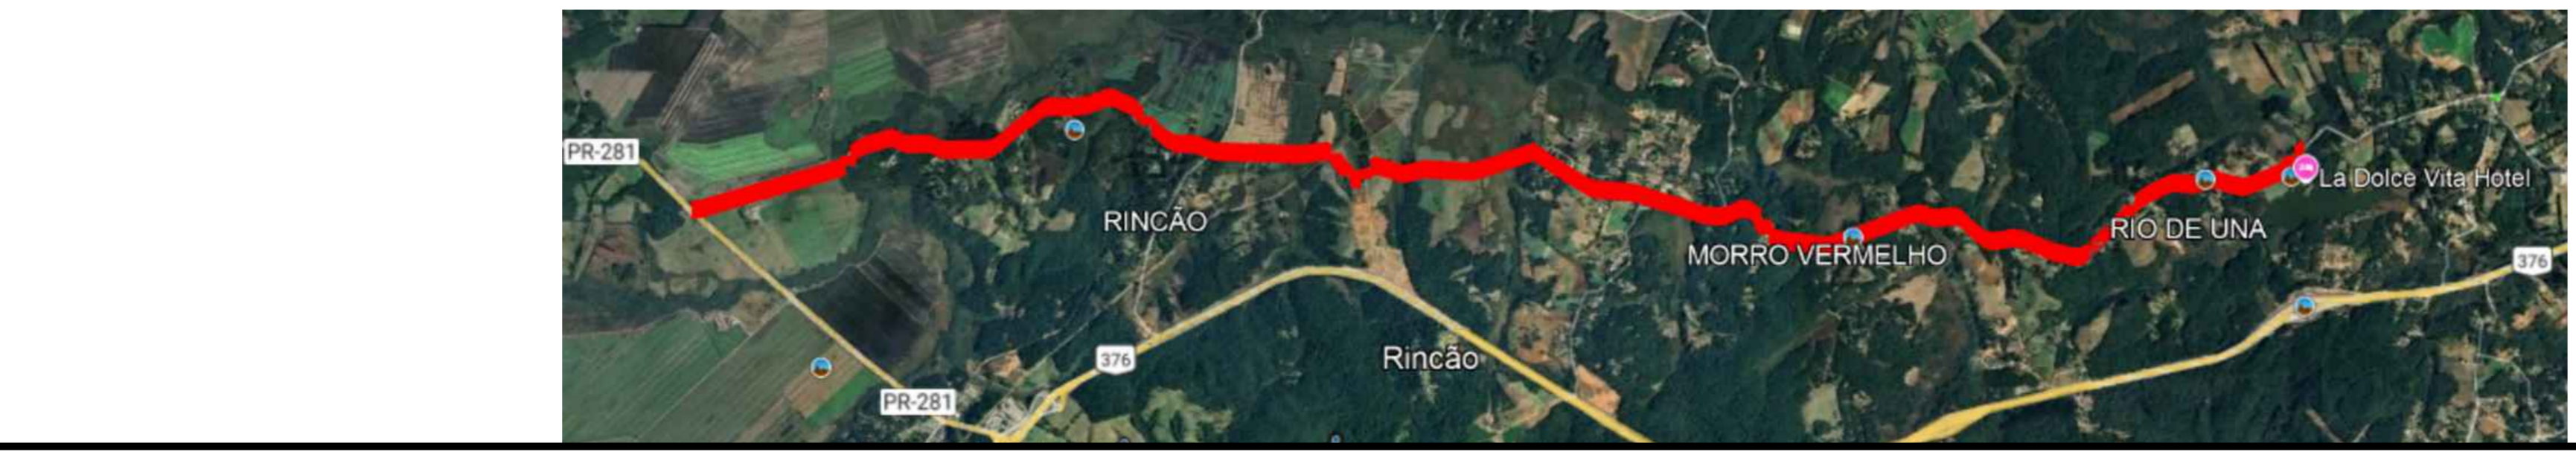 PR-281
La Dolce Vita Hotel
RINCÃO
RIO DE UNA
MORRO VERMELHO
376
376
Rincão
PR-281